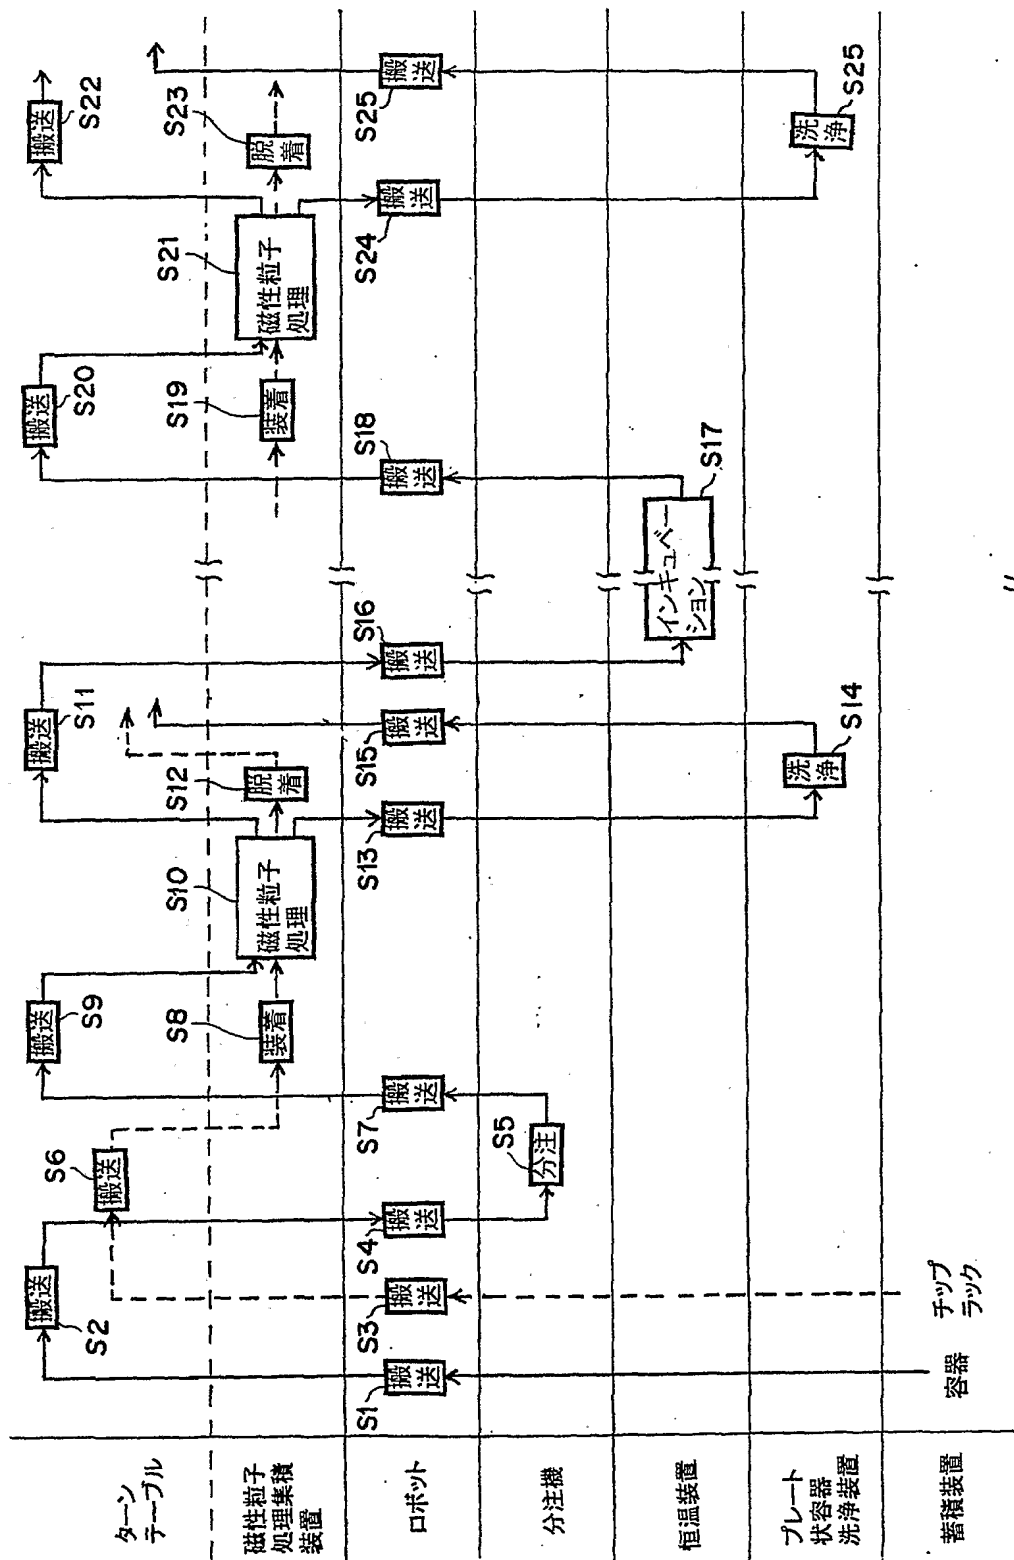 ターン
テーブル
磁性粒子
処理集積
装置
ロボット
分注機
恒温装置
プレート
状容器
洗浄装置
蓄積装置
容器
チップ
ラック
S1
搬送
S2
搬送
S3
搬送
S4
搬送
S5
分注
S6
搬送
S7
搬送
S8
装着
S9
搬送
S10
磁性粒子
処理
S11
搬送
S12
脱着
S13
搬送
S14
洗浄
S15
搬送
S16
搬送
S17
インキュベー
ション
S18
搬送
S19
装着
S20
搬送
S21
磁性粒子
処理
S22
搬送
S23
脱着
S24
搬送
S25
搬送
S25
洗浄